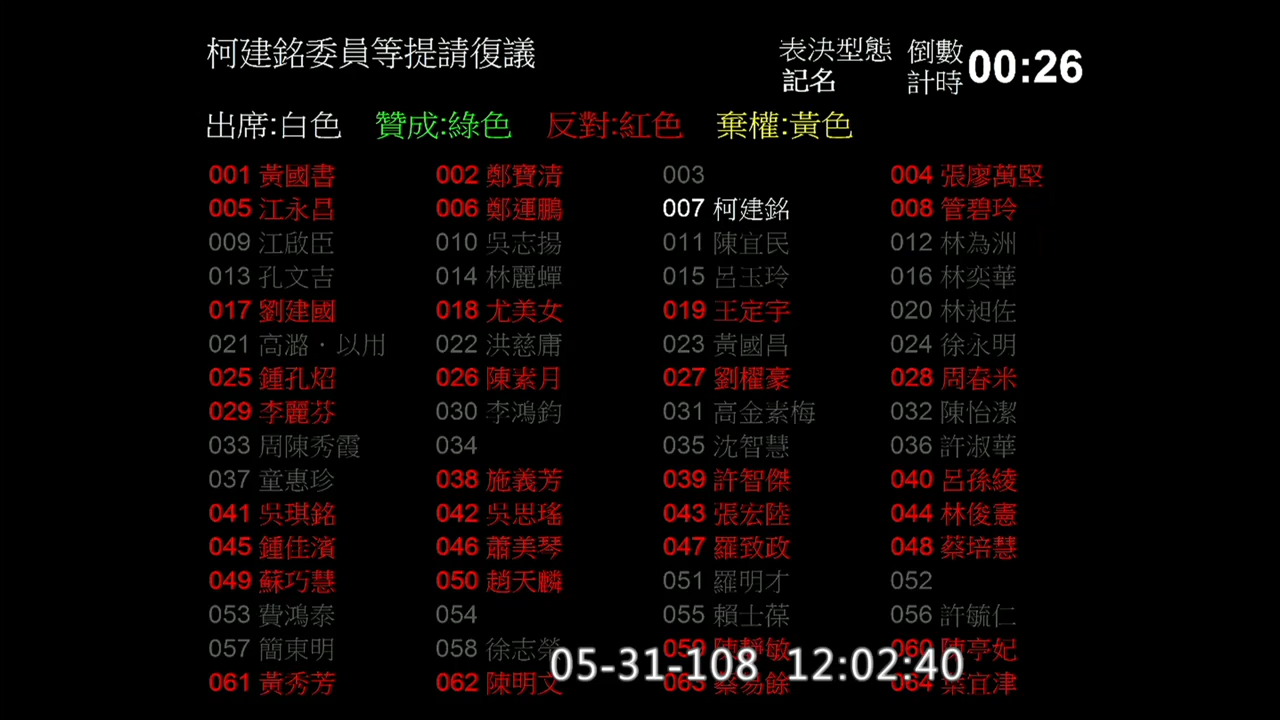 柯建銘委員等提請復議
表決型態 倒數
記名 計時 00:26
出席:白色 贊成:綠色 反對:紅色 棄權:黃色
001 黃國書 002 鄭寶清 003 004 張廖萬堅
005 江永昌 006 鄭運鵬 007 柯建銘 008 管碧玲
009 江啟臣 010 吳志揚 011 陳宜民 012 林為洲
013 孔文吉 014 林麗蟬 015 呂玉玲 016 林奕華
017 劉建國 018 尤美女 019 王定宇 020 林昶佐
021 高潞．以用 022 洪慈庸 023 黃國昌 024 徐永明
025 鍾孔炤 026 陳素月 027 劉櫂豪 028 周春米
029 李麗芬 030 李鴻鈞 031 高金素梅 032 陳怡潔
033 周陳秀霞 034 035 沈智慧 036 許淑華
037 童惠珍 038 施義芳 039 許智傑 040 呂孫綾
041 吳琪銘 042 吳思瑤 043 張宏陸 044 林俊憲
045 鍾佳濱 046 蕭美琴 047 羅致政 048 蔡培慧
049 蘇巧慧 050 趙天麟 051 羅明才 052
053 費鴻泰 054 055 賴士葆 056 許毓仁
057 簡東明 058 徐志榮 059 陳靜敏 060 陳亭妃
061 黃秀芳 062 陳明文 063 蔡易餘 064 葉宜津
05-31-108 12:02:40